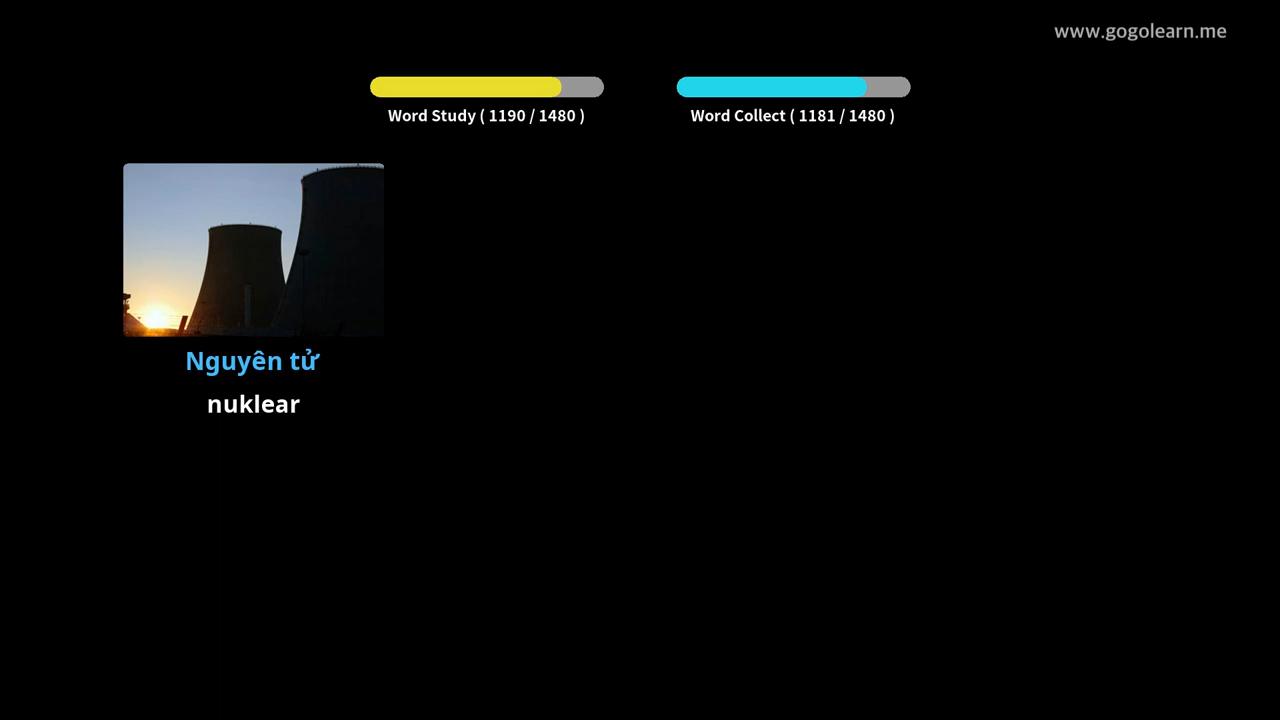 www.gogolearn.me
Word Study ( 1190 / 1480 )
Word Collect ( 1181 / 1480 )
Nguyên tử
nuklear